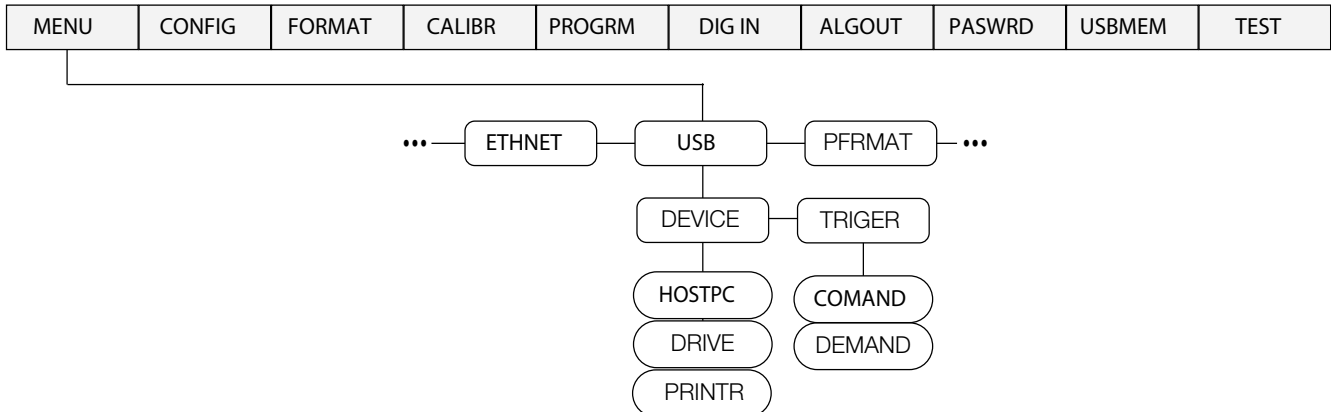 MENU CONFIG FORMAT CALIBR PROGRM DIG IN ALGOUT PASWRD USBMEM TEST
••• ETHNET USB PFRMAT •••
DEVICE TRIGER
HOSTPC COMAND
DRIVE DEMAND
PRINTR